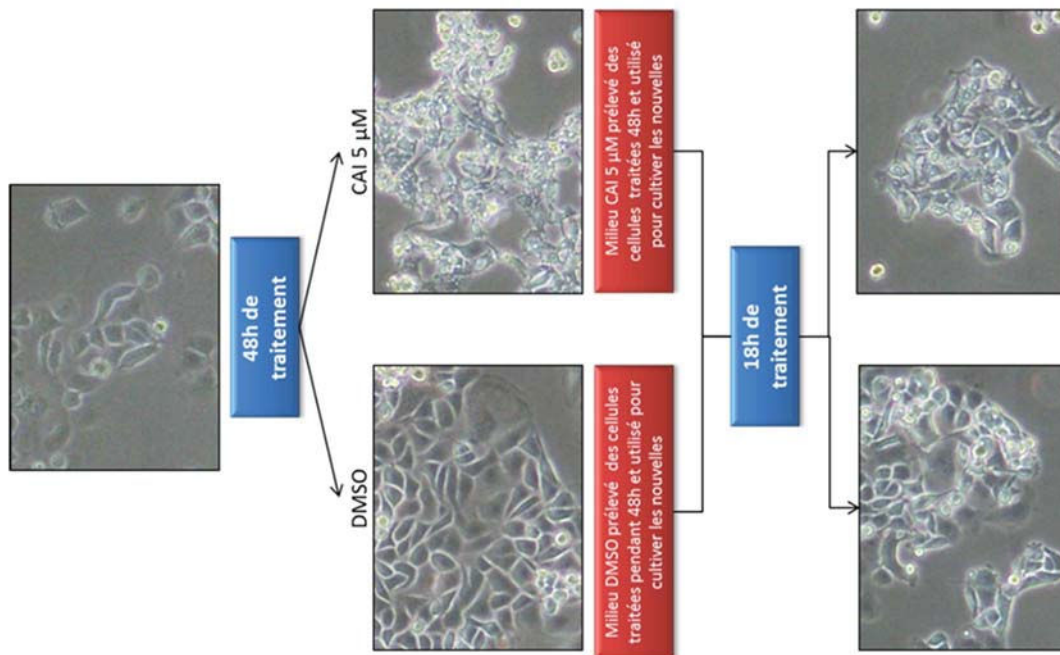 48h de
traitement
DMSO
CAI 5 µM
Milieu DMSO prélevé des cellules
traitées pendant 48h et utilisé pour
cultiver les nouvelles
Milieu CAI 5 µM prélevé des
cellules traitées 48h et utilisé
pour cultiver les nouvelles
18h de
traitement